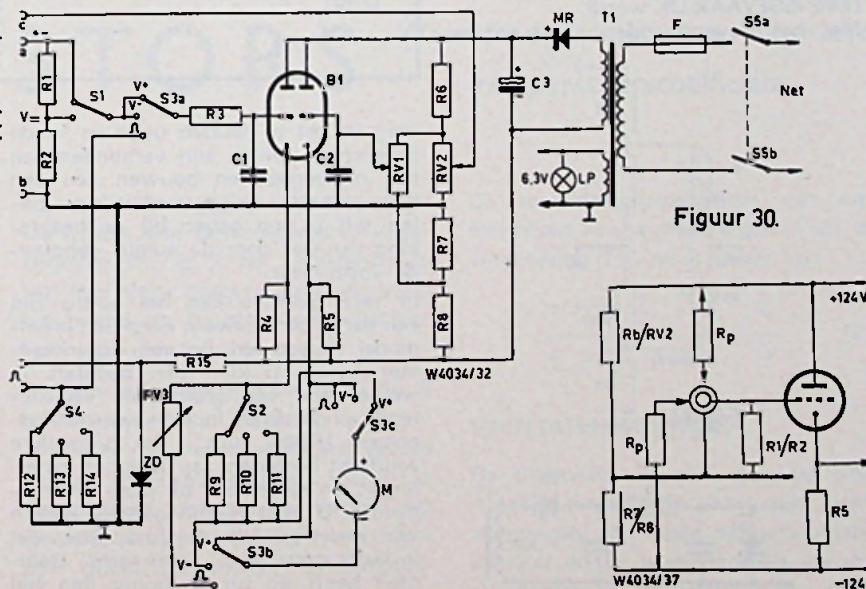 c
a
R1
V=
R2
b
S1
V+
V-
S3a
R3
C1
B1
C2
RV1
RV2
R6
R7
R8
C3
MR
T1
F
S5a
Net
S5b
6,3V
LP
Figuur 30.
R4
R5
W4034/32
R15
RV3
S4
R12
R13
R14
ZD
S2
R9
R10
R11
V-
V+
S3c
M
V+
V-
S3b
+124V
Rb/RV2
Rp
Rp
R1/R2
R7/R8
R5
W4034/37
-124